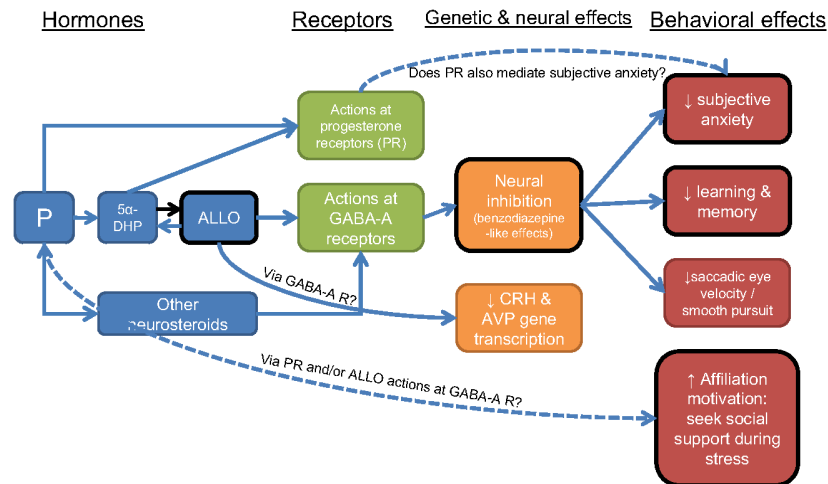 Hormones
Receptors
Genetic & neural effects
Behavioral effects
Does PR also mediate subjective anxiety?
Actions at
progesterone
receptors (PR)
↓ subjective
anxiety
P
5α-
DHP
ALLO
Actions at
GABA-A
receptors
Neural
inhibition
(benzodiazepine
-like effects)
↓ learning &
memory
Via GABA-A R?
Other
neurosteroids
↓ CRH &
AVP gene
transcription
↓saccadic eye
velocity /
smooth pursuit
Via PR and/or ALLO actions at GABA-A R?
↑ Affiliation
motivation:
seek social
support during
stress